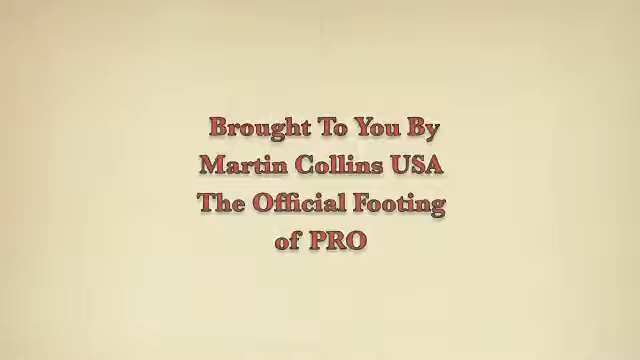 Brought To You By
Martin Collins USA
The Official Footing
of PRO